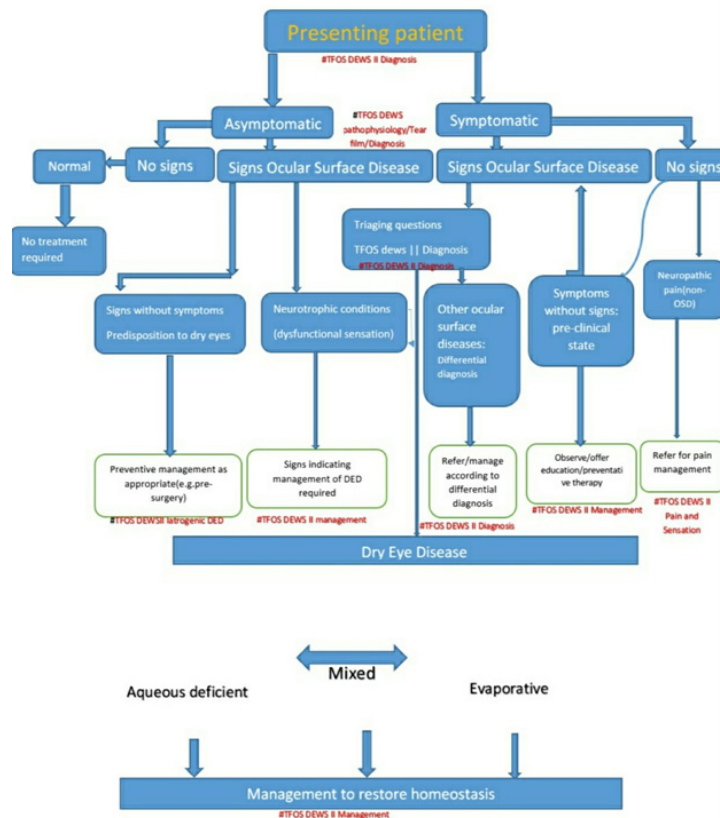 Presenting patient
#TFOS DEWS II Diagnosis
Asymptomatic
#TFOS DEWS
pathophysiology/Tear
film/Diagnosis
Symptomatic
Normal
No signs
Signs Ocular Surface Disease
Signs Ocular Surface Disease
No signs
No treatment
required
Triaging questions
TFOS dews || Diagnosis
#TFOS DEWS II Diagnosis
Signs without symptoms
Predisposition to dry eyes
Neurotrophic conditions
(dysfunctional sensation)
Other ocular
surface
diseases:
Differential
diagnosis
Symptoms
without signs:
pre-clinical
state
Neuropathic
pain(non-
OSD)
Preventive management as
appropriate(e.g.pre-
surgery)
#TFOS DEWSII Iatrogenic DED
Signs indicating
management of DED
required
#TFOS DEWS II management
Refer/manage
according to
differential
diagnosis
#TFOS DEWS II Diagnosis
Observe/offer
education/preventati
ve therapy
#TFOS DEWS II Management
Refer for pain
management
#TFOS DEWS II
Pain and
Sensation
Dry Eye Disease
Mixed
Aqueous deficient
Evaporative
Management to restore homeostasis
#TFOS DEWS II Management